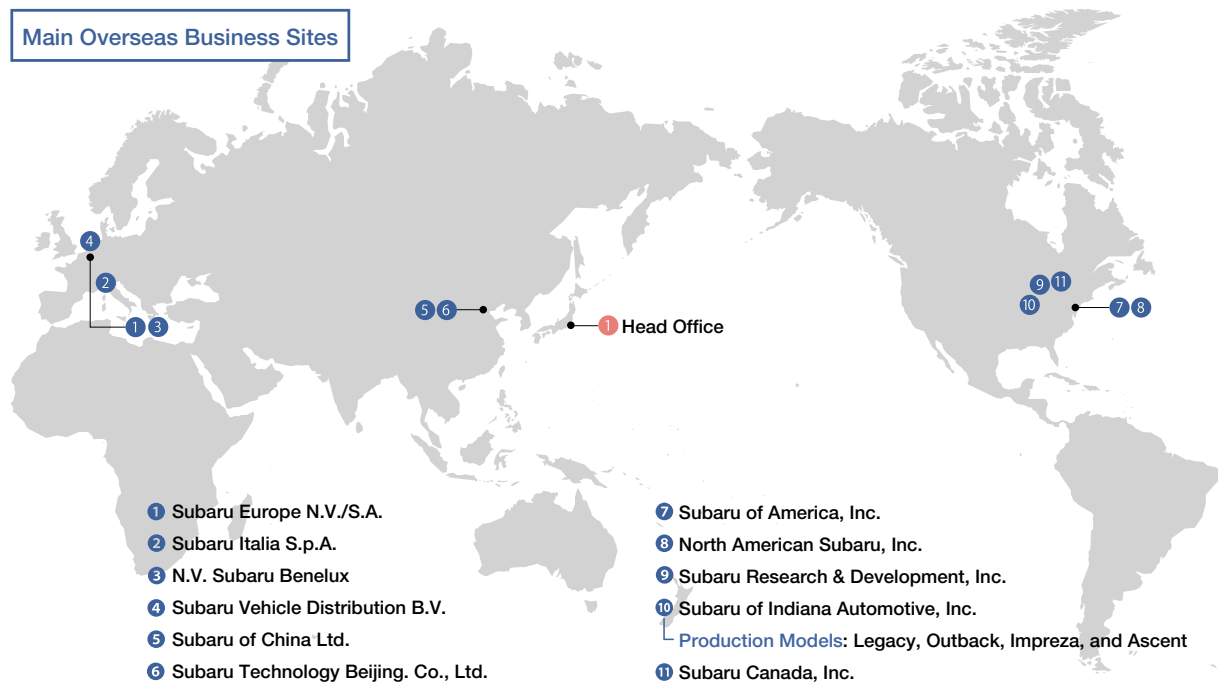 Main Overseas Business Sites
4
2
1 3
5 6
1 Head Office
9 11
10
7 8
1 Subaru Europe N.V./S.A.
2 Subaru Italia S.p.A.
3 N.V. Subaru Benelux
4 Subaru Vehicle Distribution B.V.
5 Subaru of China Ltd.
6 Subaru Technology Beijing. Co., Ltd.
7 Subaru of America, Inc.
8 North American Subaru, Inc.
9 Subaru Research & Development, Inc.
10 Subaru of Indiana Automotive, Inc.
Production Models: Legacy, Outback, Impreza, and Ascent
11 Subaru Canada, Inc.